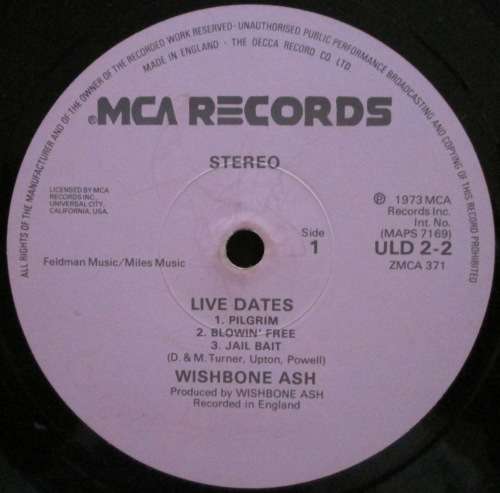 ALL RIGHTS OF THE MANUFACTURER AND OF THE OWNER OF THE RECORDED WORK RESERVED - UNAUTHORISED PUBLIC PERFORMANCE BROADCASTING AND COPYING OF THIS RECORD PROHIBITED
MADE IN ENGLAND · THE DECCA RECORD CO LTD
®MCA RECORDS
STEREO
LICENSED BY MCA
RECORDS INC.,
UNIVERSAL CITY,
CALIFORNIA, USA.
℗ 1973 MCA
Records Inc.
Int. No.
(MAPS 7169)
ULD 2-2
ZMCA 371
Side
1
Feldman Music/Miles Music
LIVE DATES
1. PILGRIM
2. BLOWIN' FREE
3. JAIL BAIT
(D. & M. Turner, Upton, Powell)
WISHBONE ASH
Produced by WISHBONE ASH
Recorded in England